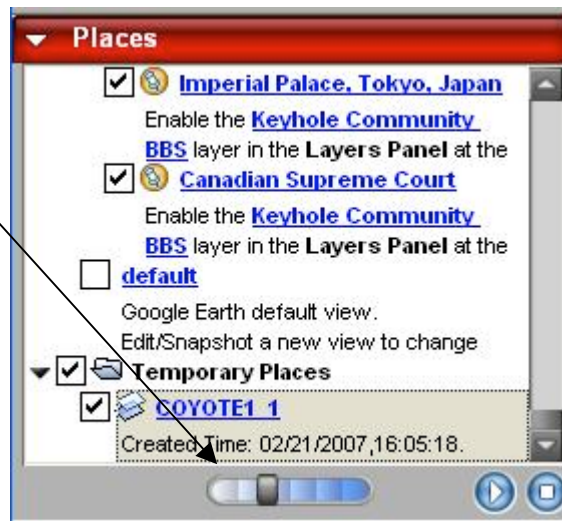 Places
Imperial Palace, Tokyo, Japan
Enable the Keyhole Community
BBS layer in the Layers Panel at the
Canadian Supreme Court
Enable the Keyhole Community
BBS layer in the Layers Panel at the
default
Google Earth default view.
Edit/Snapshot a new view to change
Temporary Places
COYOTE1_1
Created Time: 02/21/2007,16:05:18.